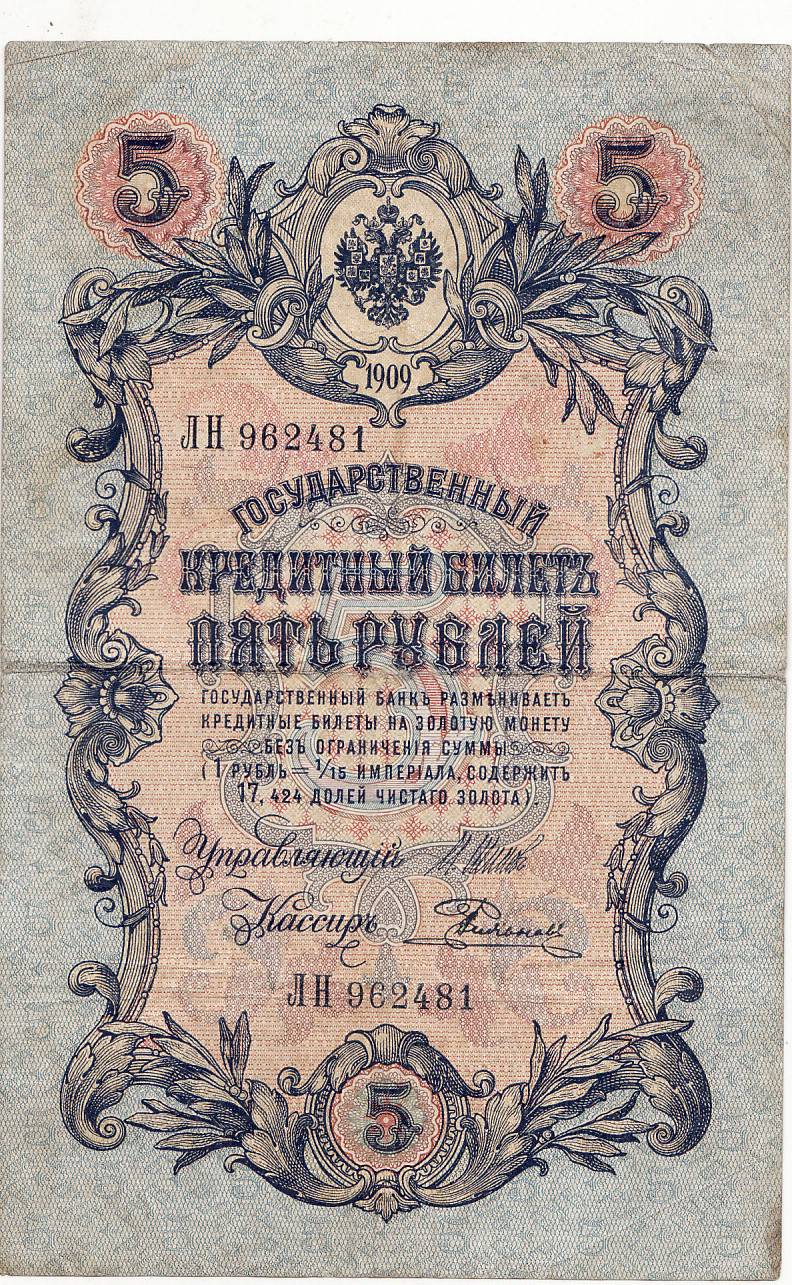 5 5
1909
ЛН 962481
ГОСУДАРСТВЕННЫЙ
КРЕДИТНЫЙ БИЛЕТЪ
ПЯТЬ РУБЛЕЙ
ГОСУДАРСТВЕННЫЙ БАНКЪ РАЗМѢНИВАЕТЪ
КРЕДИТНЫЕ БИЛЕТЫ НА ЗОЛОТУЮ МОНЕТУ
БЕЗЪ ОГРАНИЧЕНІЯ СУММЫ
(1 РУБЛЬ = 1/15 ИМПЕРІАЛА, СОДЕРЖИТЪ
17,424 ДОЛЕЙ ЧИСТАГО ЗОЛОТА).
Управляющий
Кассиръ
ЛН 962481
5